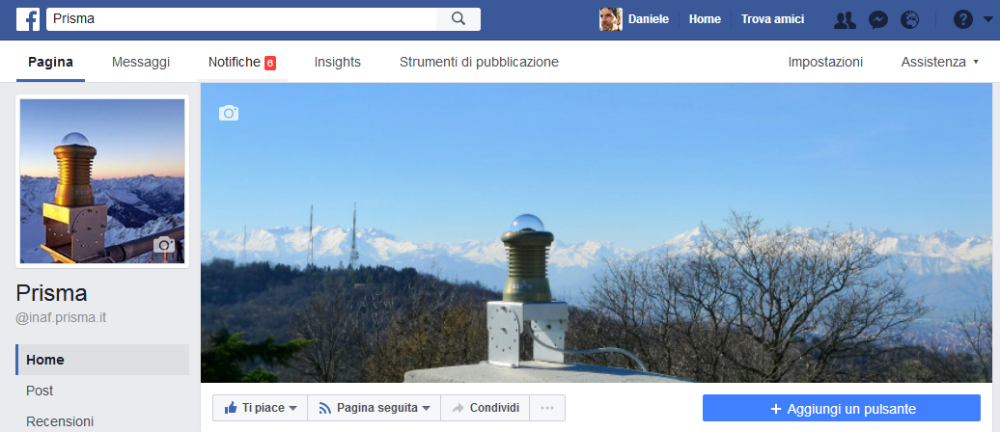 Prisma
Daniele Home Trova amici
Pagina Messaggi Notifiche 6 Insights Strumenti di pubblicazione Impostazioni Assistenza
Prisma
@inaf.prisma.it
Home
Post
Recensioni
Ti piace Pagina seguita Condividi ... + Aggiungi un pulsante